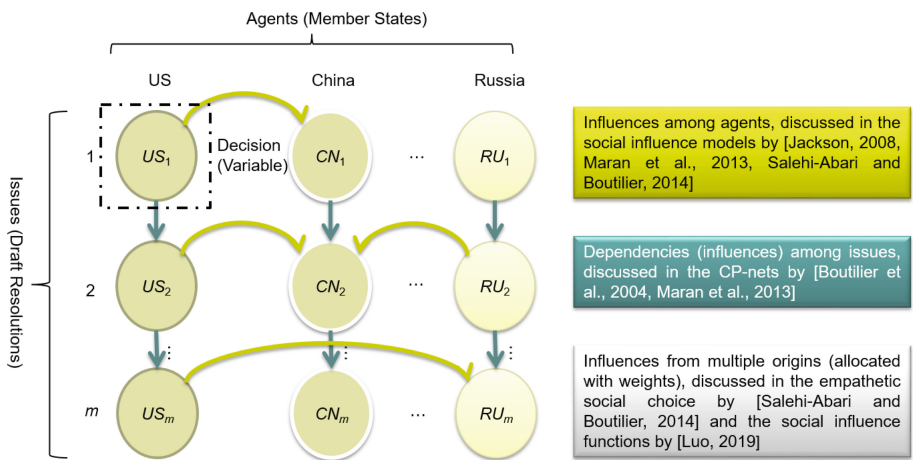 Agents (Member States)
US
China
Russia
Issues (Draft Resolutions)
1
US1
Decision
(Variable)
CN1
...
RU1
Influences among agents, discussed in the
social influence models by [Jackson, 2008,
Maran et al., 2013, Salehi-Abari and
Boutilier, 2014]
2
US2
CN2
...
RU2
Dependencies (influences) among issues,
discussed in the CP-nets by [Boutilier et
al., 2004, Maran et al., 2013]
⋮
⋮
⋮
m
USm
CNm
...
RUm
Influences from multiple origins (allocated
with weights), discussed in the empathetic
social choice by [Salehi-Abari and
Boutilier, 2014] and the social influence
functions by [Luo, 2019]